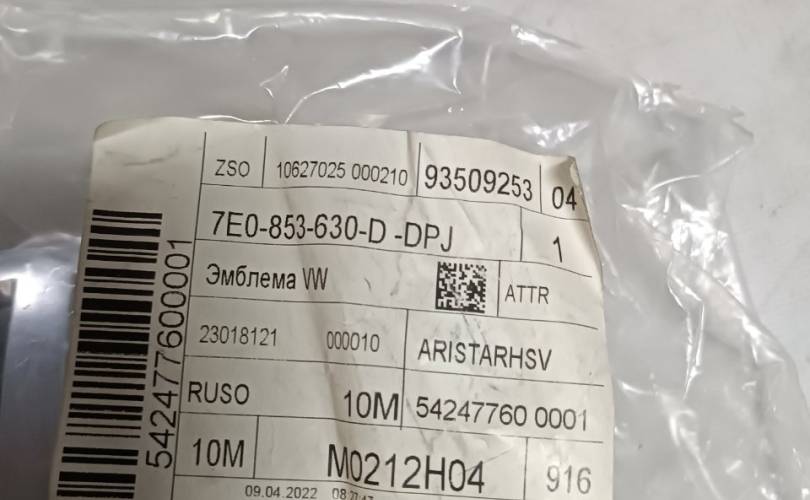 ZSO 10627025 000210 93509253 04
7E0-853-630-D -DPJ 1
Эмблема VW ATTR
23018121 000010 ARISTARHSV
RUSO 10M 54247760 0001
10M M0212H04 916
09.04.2022
542477600001